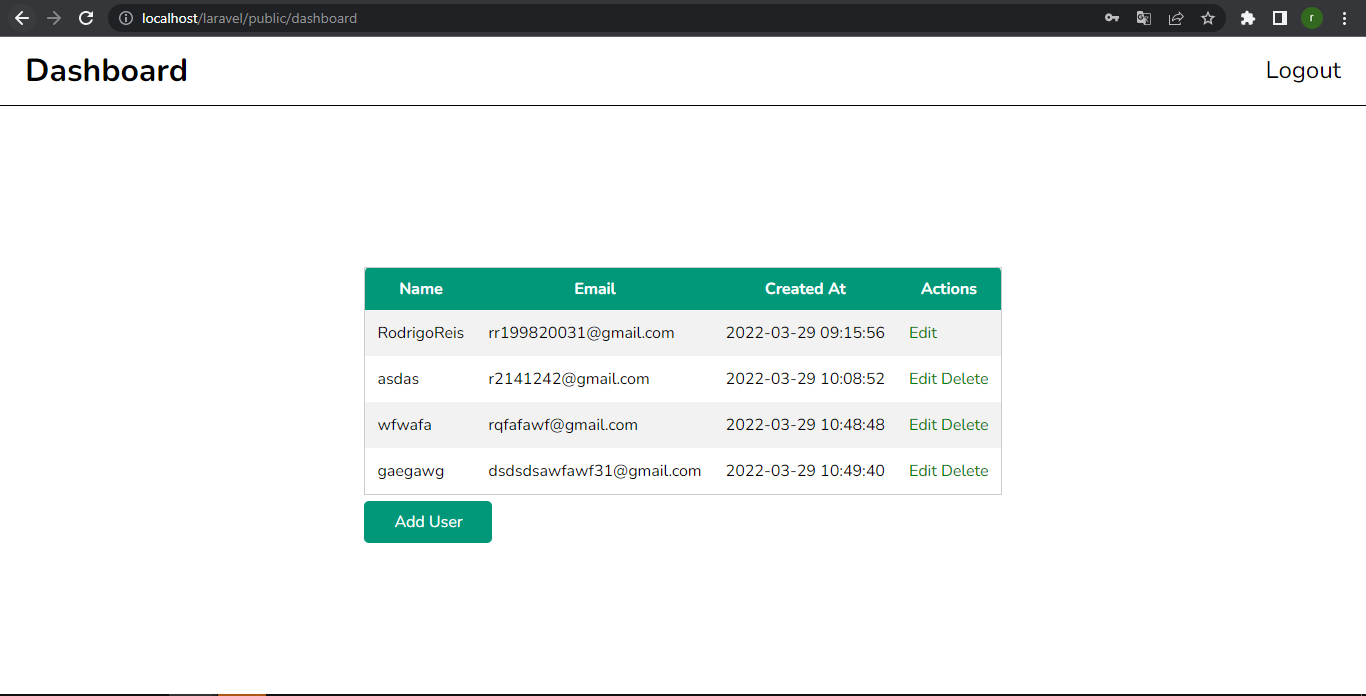 localhost/laravel/public/dashboard
r
Dashboard
Logout
Name Email Created At Actions
RodrigoReis rr199820031@gmail.com 2022-03-29 09:15:56 Edit
asdas r2141242@gmail.com 2022-03-29 10:08:52 Edit Delete
wfwafa rqfafawf@gmail.com 2022-03-29 10:48:48 Edit Delete
gaegawg dsdsdsawfawf31@gmail.com 2022-03-29 10:49:40 Edit Delete
Add User